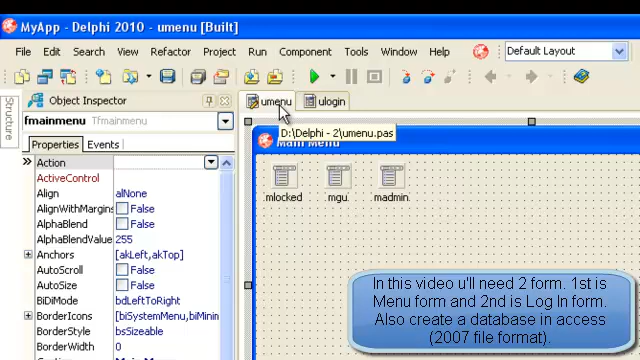 MyApp - Delphi 2010 - umenu [Built]
File Edit Search View Refactor Project Run Component Tools Window Help Default Layout
Structure
Object Inspector
umenu ulogin
fmainmenu Tfmainmenu
D:\Delphi - 2\umenu.pas
Main Menu
Properties Events
Action
ActiveControl
Align alNone
AlignWithMargins False
AlphaBlend False
AlphaBlendValue 255
Anchors [akLeft,akTop]
AutoScroll False
AutoSize False
BiDiMode bdLeftToRight
BorderIcons [biSystemMenu,biMinim
BorderStyle bsSizeable
BorderWidth 0
mlocked mgu madmin
In this video u'll need 2 form. 1st is
Menu form and 2nd is Log In form.
Also create a database in access
(2007 file format).